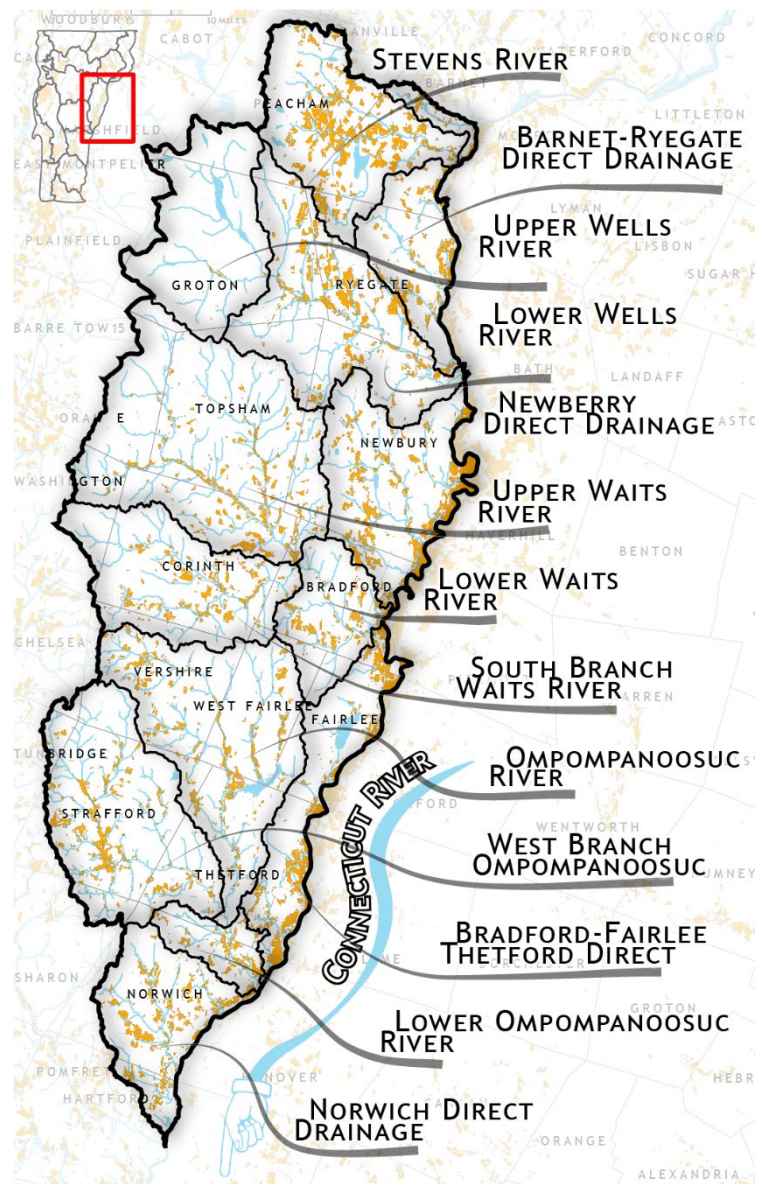 WOODBURY
10 MILES
CABOT
CONCORD
STEVENS RIVER
WATERFORD
BARNET
PEACHAM
LITTLETON
MARSHFIELD
BARNET-RYEGATE
DIRECT DRAINAGE
EAST MONTPELIER
LYMAN
PLAINFIELD
UPPER WELLS
RIVER
LISBON
SUGAR H
GROTON
RYEGATE
LOWER WELLS
RIVER
BARRE TOW15
BATH
LANDAFF
NEWBERRY
DIRECT DRAINAGE
TOPSHAM
ORANGE
NEWBURY
EASTO
WASHINGTON
UPPER WAITS
RIVER
HAVERHILL
BENTON
CORINTH
BRADFORD
LOWER WAITS
RIVER
CHELSEA
VERSHIRE
SOUTH BRANCH
WAITS RIVER
WARREN
WEST FAIRLEE
FAIRLEE
TUNBRIDGE
OMPOMPANOOSUC
RIVER
CONNECTICUT RIVER
ORFORD
STRAFFORD
WENTWORTH
WEST BRANCH
OMPOMPANOOSUC
RUMNEY
THETFORD
BRADFORD-FAIRLEE
THETFORD DIRECT
LYME
DORCHESTER
SHARON
NORWICH
GROTON
LOWER OMPOMPANOOSUC
RIVER
POMFRET
HANOVER
HEBR
HARTFORD
NORWICH DIRECT
DRAINAGE
ORANGE
ALEXANDRIA